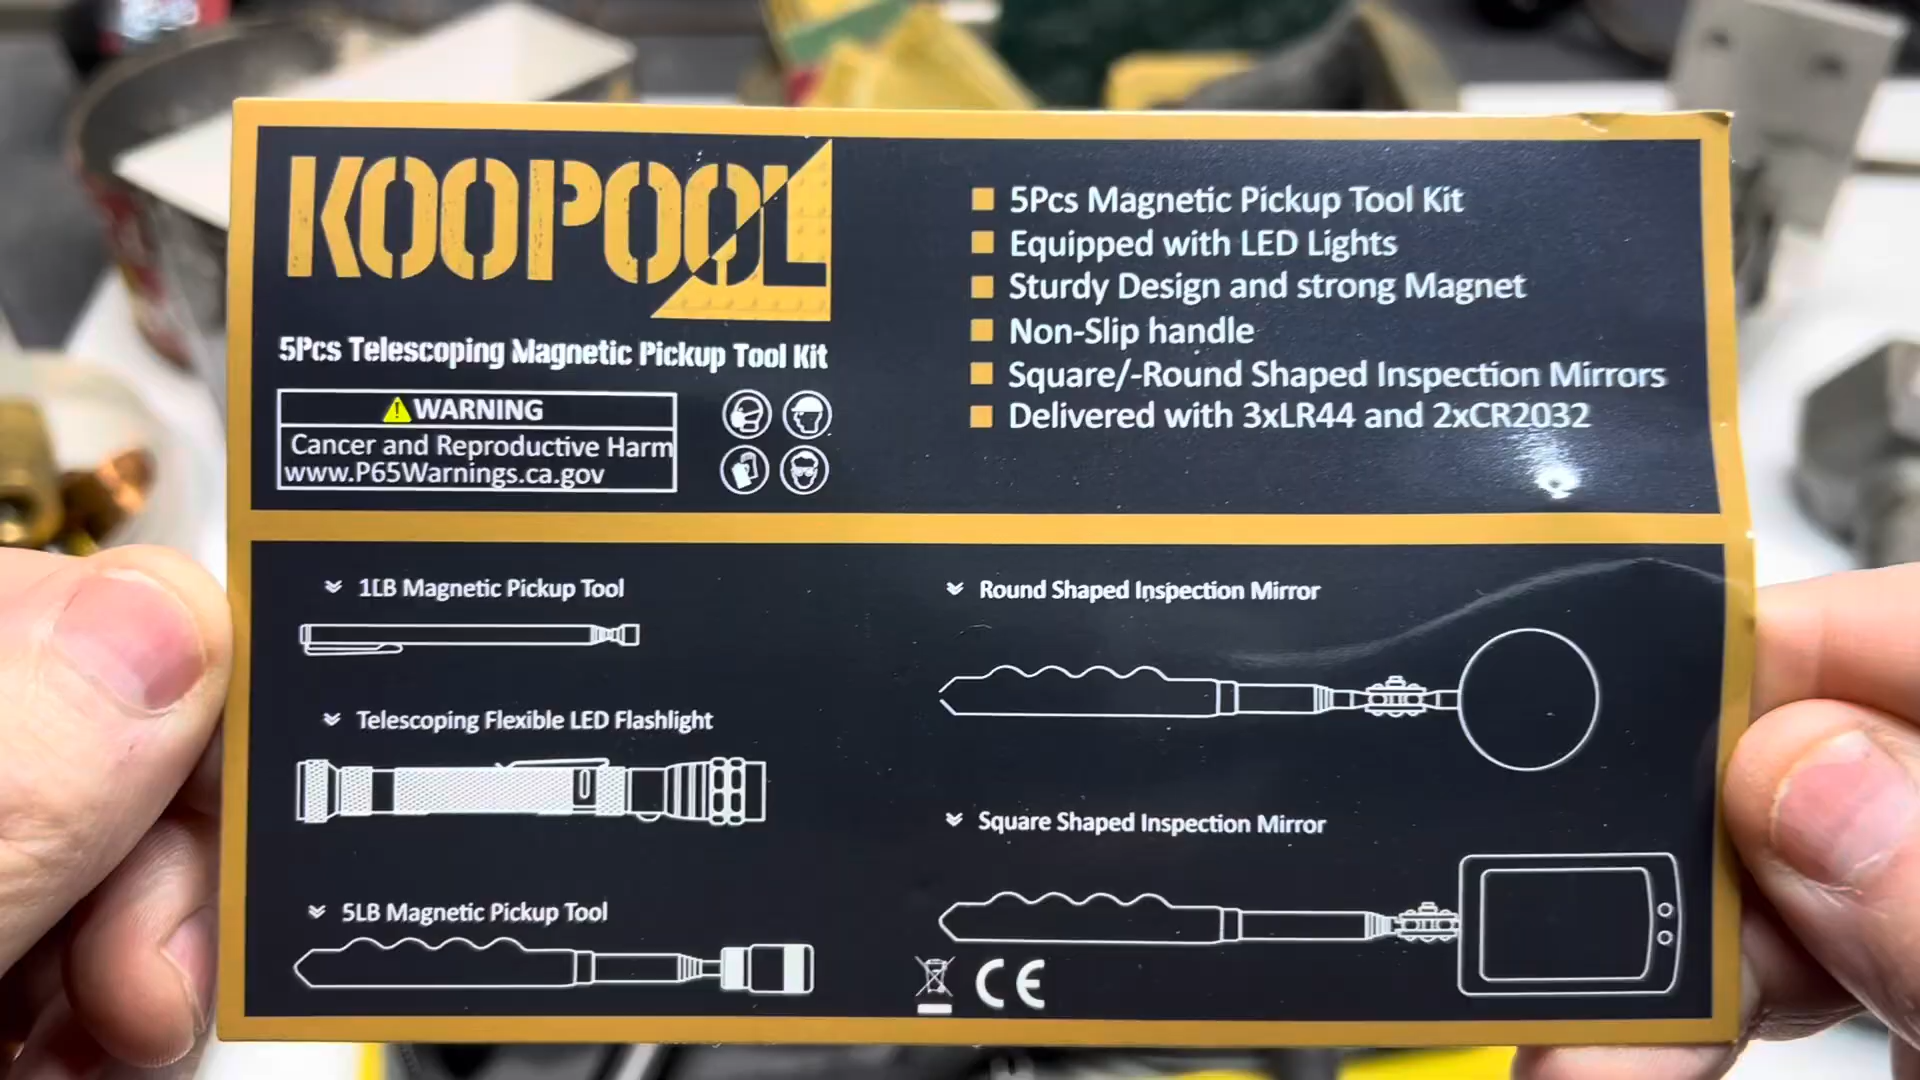 KOOPOOL
5Pcs Telescoping Magnetic Pickup Tool Kit
WARNING
Cancer and Reproductive Harm
www.P65Warnings.ca.gov
5Pcs Magnetic Pickup Tool Kit
Equipped with LED Lights
Sturdy Design and strong Magnet
Non-Slip handle
Square/-Round Shaped Inspection Mirrors
Delivered with 3xLR44 and 2xCR2032
1LB Magnetic Pickup Tool
Telescoping Flexible LED Flashlight
5LB Magnetic Pickup Tool
Round Shaped Inspection Mirror
Square Shaped Inspection Mirror
CE